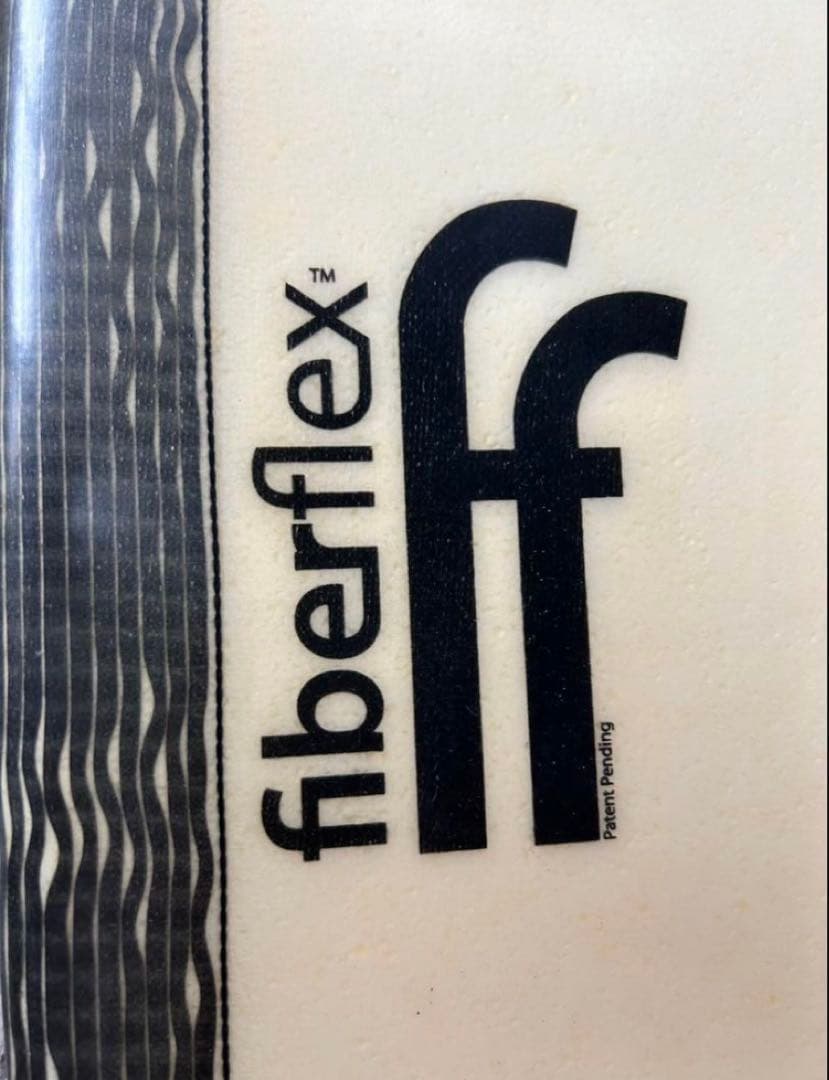 fiberflex™
ff
Patent Pending